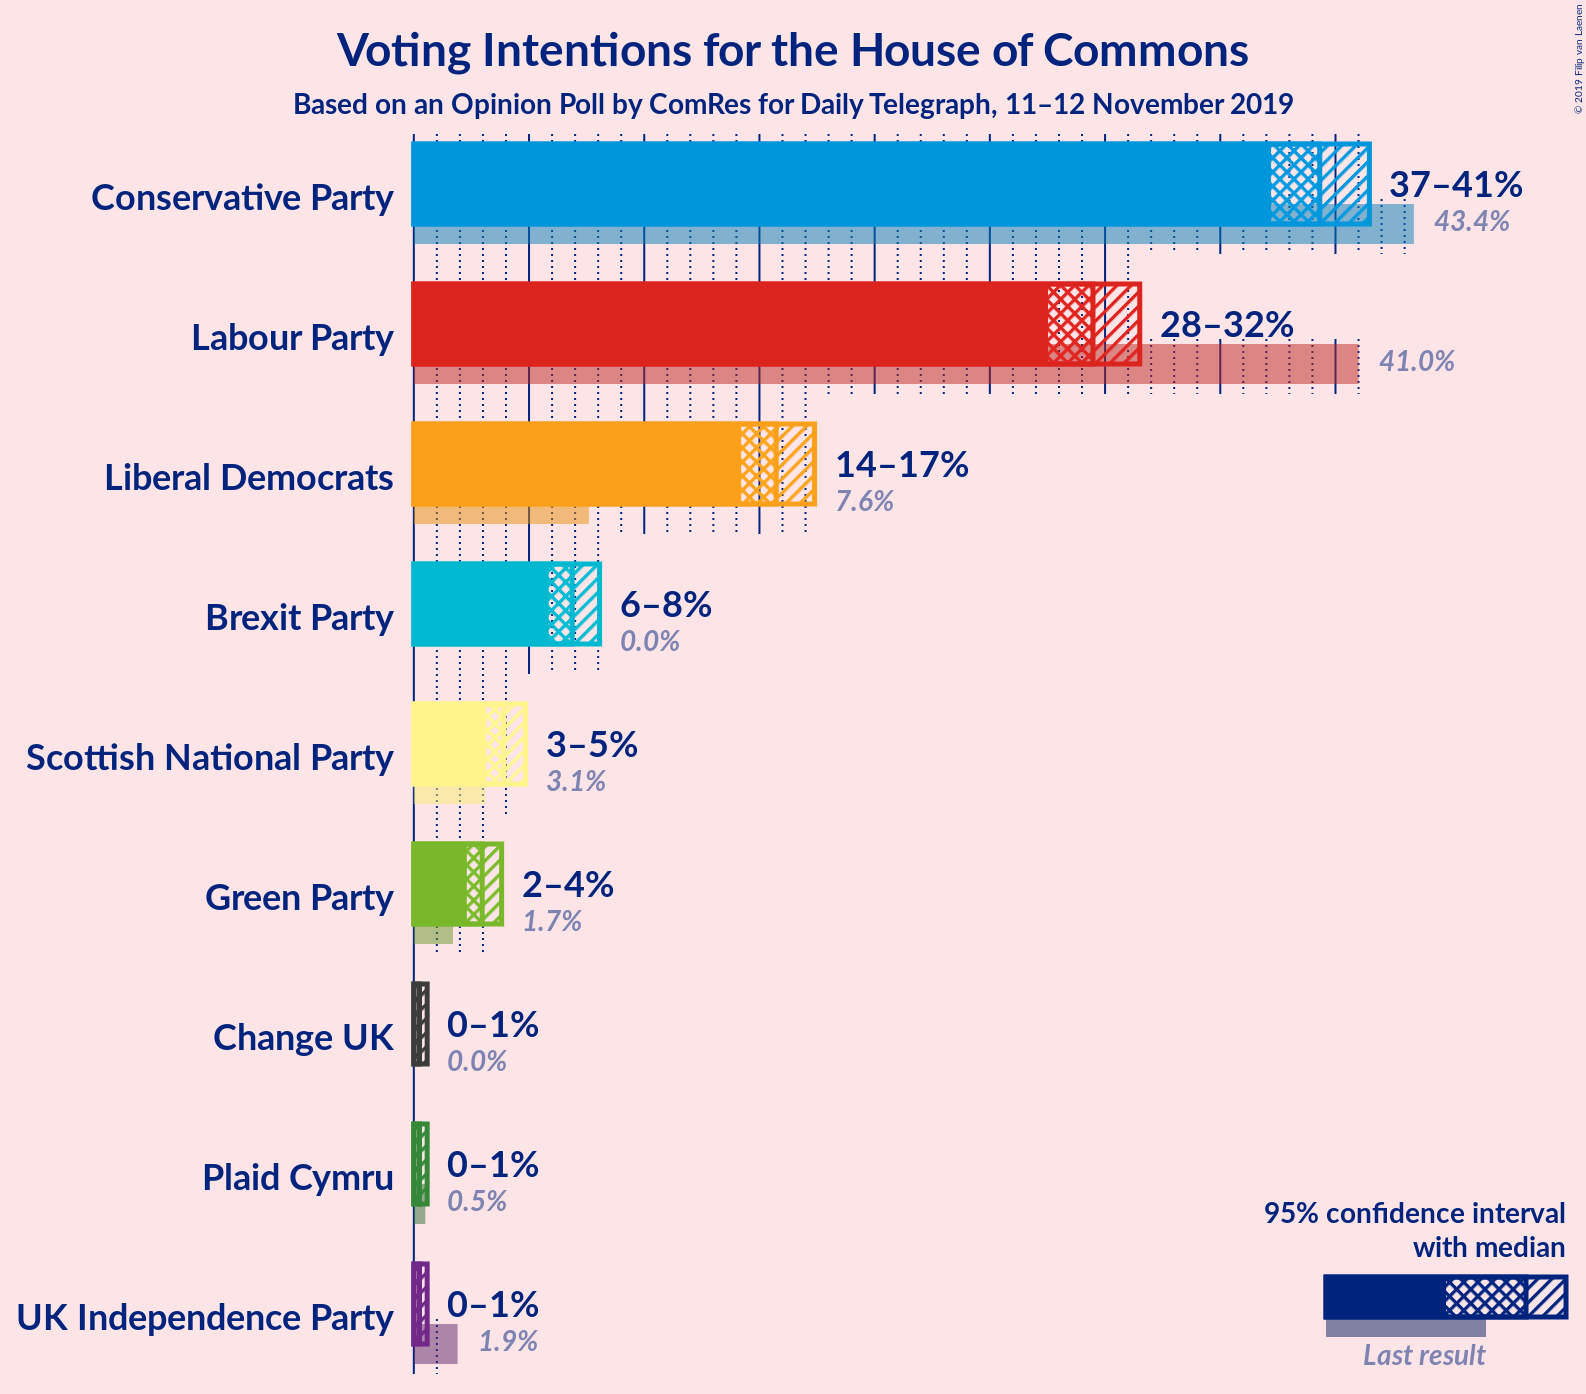 Voting Intentions for the House of Commons
Based on an Opinion Poll by ComRes for Daily Telegraph, 11–12 November 2019
© 2019 Filip van Laenen
Conservative Party
37–41%
43.4%
Labour Party
28–32%
41.0%
Liberal Democrats
14–17%
7.6%
Brexit Party
6–8%
0.0%
Scottish National Party
3–5%
3.1%
Green Party
2–4%
1.7%
Change UK
0–1%
0.0%
Plaid Cymru
0–1%
0.5%
UK Independence Party
0–1%
1.9%
95% confidence interval
with median
Last result